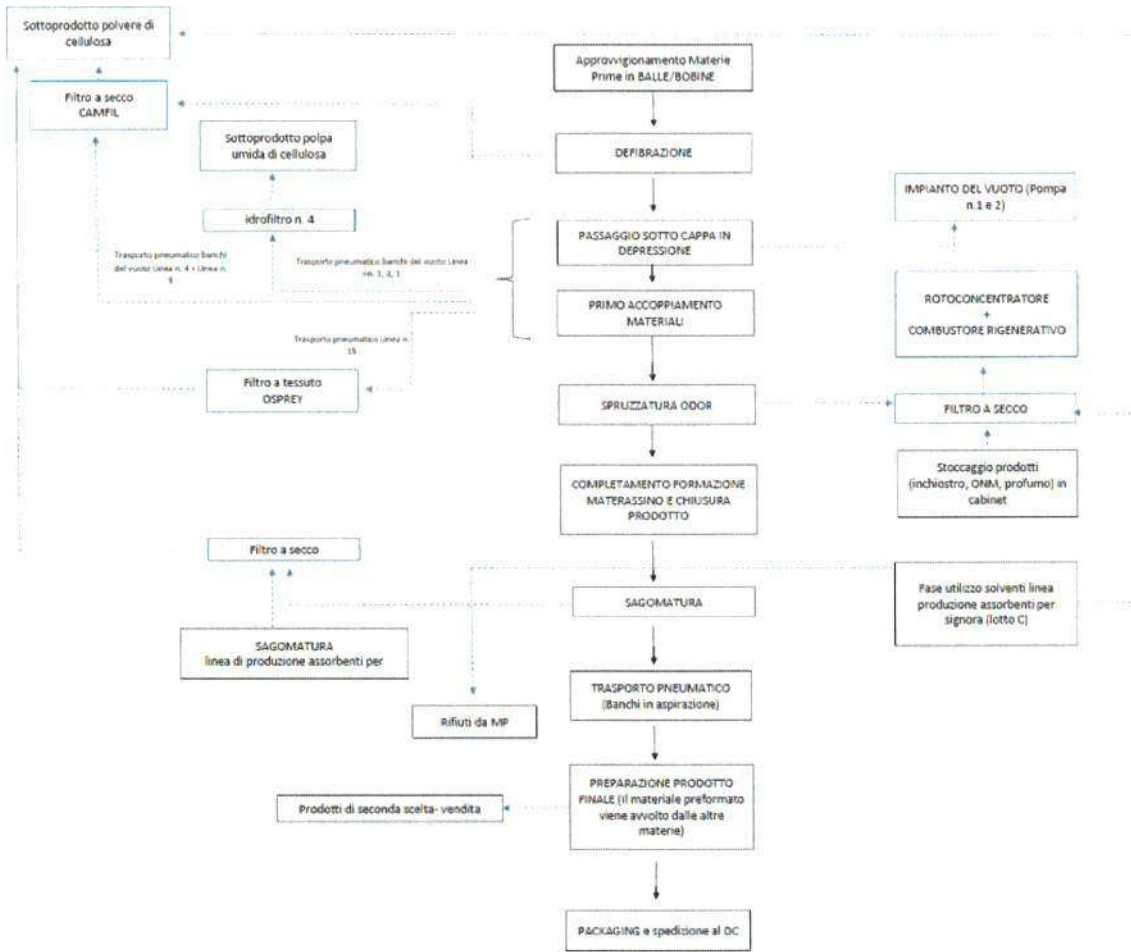 Sottoprodotto polvere di
cellulosa
Approvvigionamento Materie
Prime in BALLE/BOBINE
Filtro a secco
CAMFIL
Sottoprodotto polpa
umida di cellulosa
DEFIBRAZIONE
IMPIANTO DEL VUOTO (Pompa
n.1 e 2)
idrofiltro n. 4
PASSAGGIO SOTTO CAPPA IN
DEPRESSIONE
Trasporto pneumatico banchi
del vuoto Linea n. 4 + Linea n.
Trasporto pneumatico banchi del vuoto Linea
ROTOCONCENTRATORE
+
COMBUSTORE RIGENERATIVO
PRIMO ACCOPPIAMENTO
MATERIALI
Trasporto pneumatico Linea n.
15
Filtro a tessuto
OSPREY
SPRUZZATURA ODOR
FILTRO A SECCO
Stoccaggio prodotti
(inchiostro, ONM, profumo) in
cabinet
COMPLETAMENTO FORMAZIONE
MATERASSINO E CHIUSURA
PRODOTTO
Filtro a secco
SAGOMATURA
Fase utilizzo solventi linea
produzione assorbenti per
signora (lotto C)
SAGOMATURA
linea di produzione assorbenti per
TRASPORTO PNEUMATICO
(Banchi in aspirazione)
Rifiuti da MP
PREPARAZIONE PRODOTTO
FINALE (Il materiale preformato
viene avvolto dalle altre
materie)
Prodotti di seconda scelta- vendita
PACKAGING e spedizione al DC